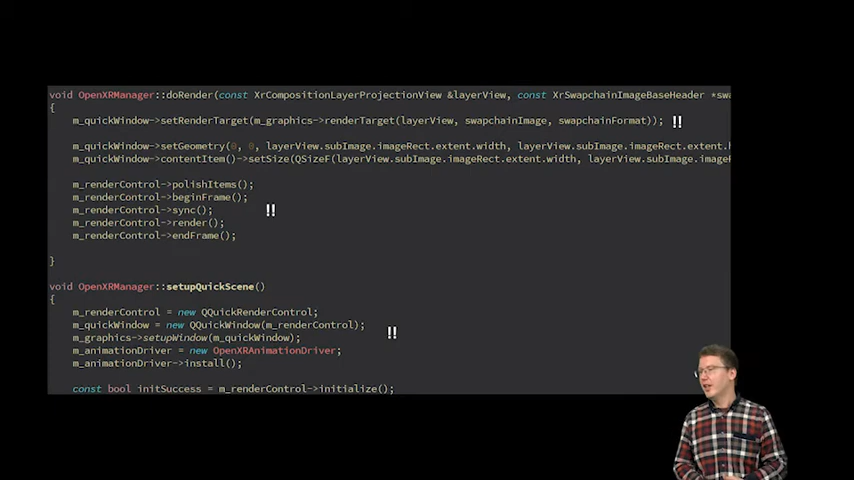 void OpenXRManager::doRender(const XrCompositionLayerProjectionView &layerView, const XrSwapchainImageBaseHeader *swa
{
m_quickWindow->setRenderTarget(m_graphics->renderTarget(layerView, swapchainImage, swapchainFormat)); !!
m_quickWindow->setGeometry(0, 0, layerView.subImage.imageRect.extent.width, layerView.subImage.imageRect.extent.h
m_quickWindow->contentItem()->setSize(QSizeF(layerView.subImage.imageRect.extent.width, layerView.subImage.imageR
m_renderControl->polishItems();
m_renderControl->beginFrame();
m_renderControl->sync(); !!
m_renderControl->render();
m_renderControl->endFrame();
}
void OpenXRManager::setupQuickScene()
{
m_renderControl = new QQuickRenderControl;
m_quickWindow = new QQuickWindow(m_renderControl);
m_graphics->setupWindow(m_quickWindow); !!
m_animationDriver = new OpenXRAnimationDriver;
m_animationDriver->install();
const bool initSuccess = m_renderControl->initialize();